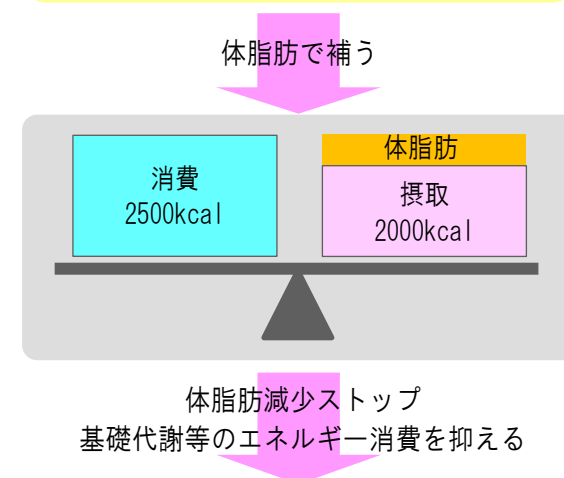 体脂肪で補う
消費
2500kcal
体脂肪
摂取
2000kcal
体脂肪減少ストップ
基礎代謝等のエネルギー消費を抑える